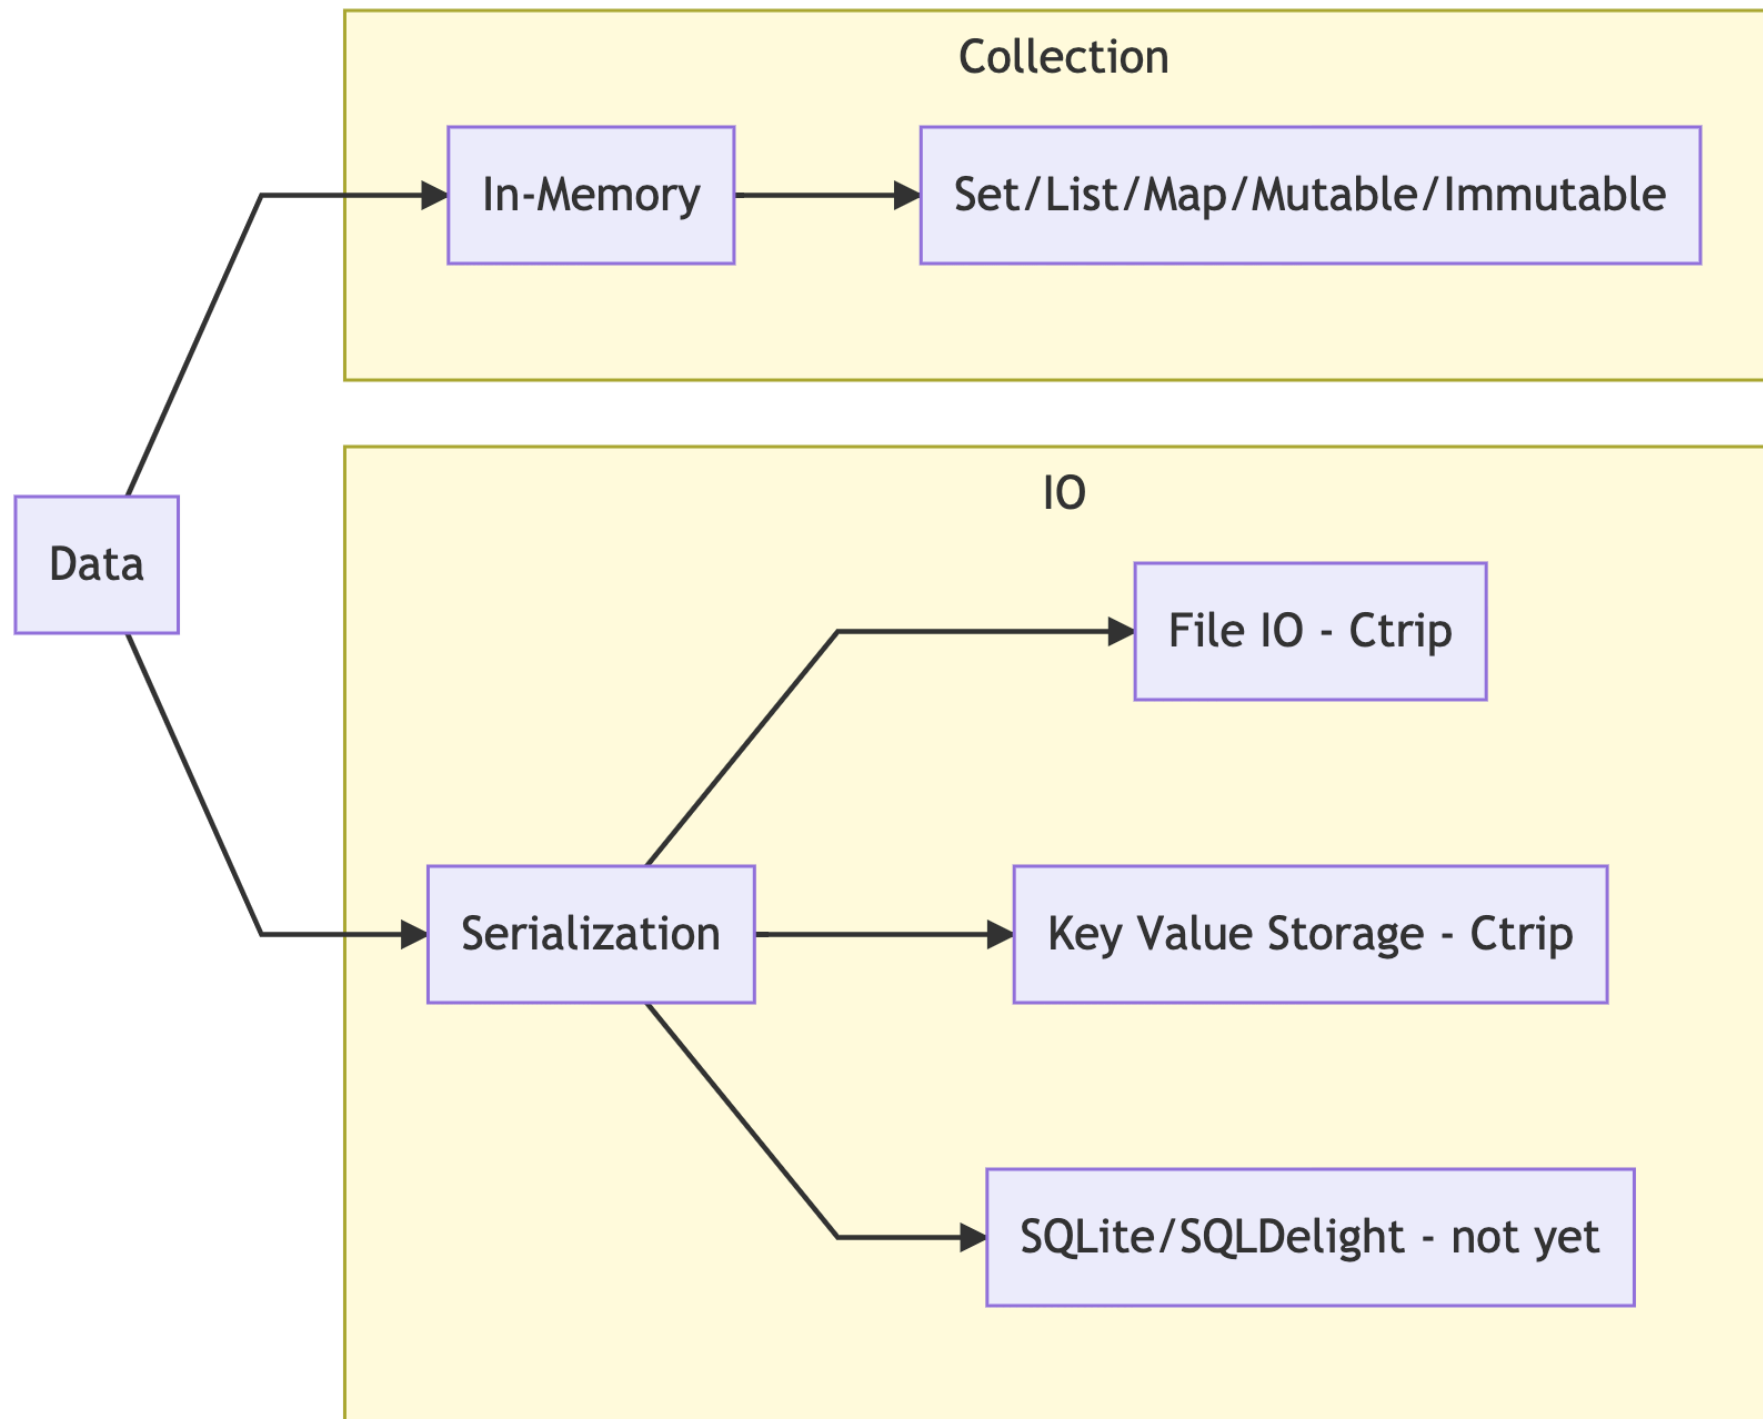 Collection
In-Memory
Set/List/Map/Mutable/Immutable
Data
IO
File IO - Ctrip
Serialization
Key Value Storage - Ctrip
SQLite/SQLDelight - not yet